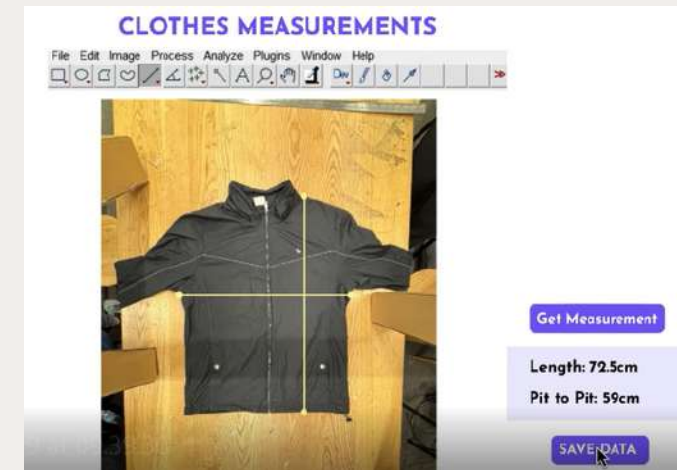 CLOTHES MEASUREMENTS
File Edit Image Process Analyze Plugins Window Help
A
Dev
Get Measurement
Length: 72.5cm
Pit to Pit: 59cm
SAVE DATA